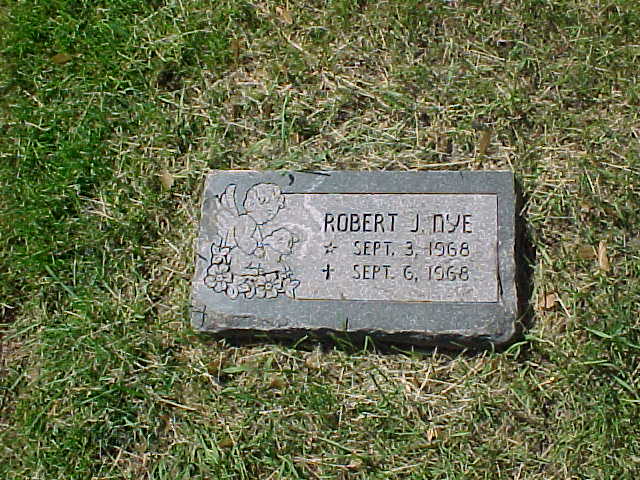 ROBERT J. NYE
☆ SEPT. 3, 1968
✝ SEPT. 6, 1968